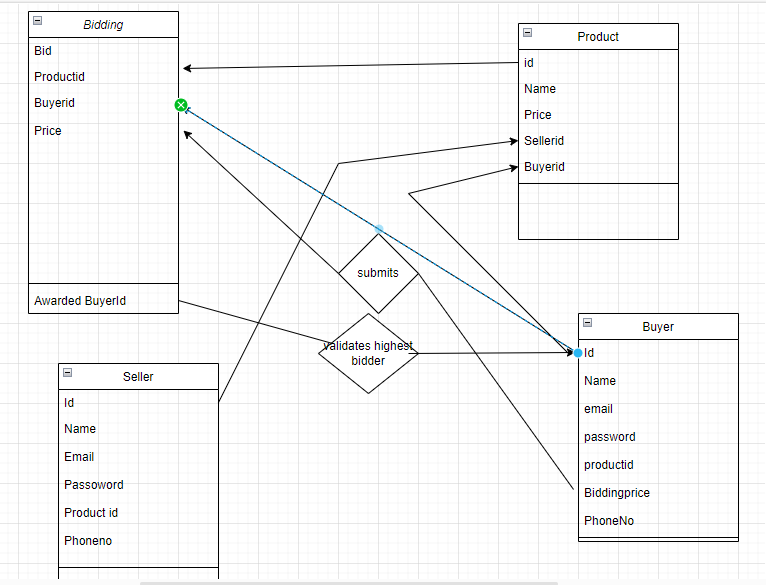 Bidding
Bid
Productid
Buyerid
Price
Awarded BuyerId
Product
id
Name
Price
Sellerid
Buyerid
submits
validates highest
bidder
Seller
Id
Name
Email
Passoword
Product id
Phoneno
Buyer
Id
Name
email
password
productid
Biddingprice
PhoneNo